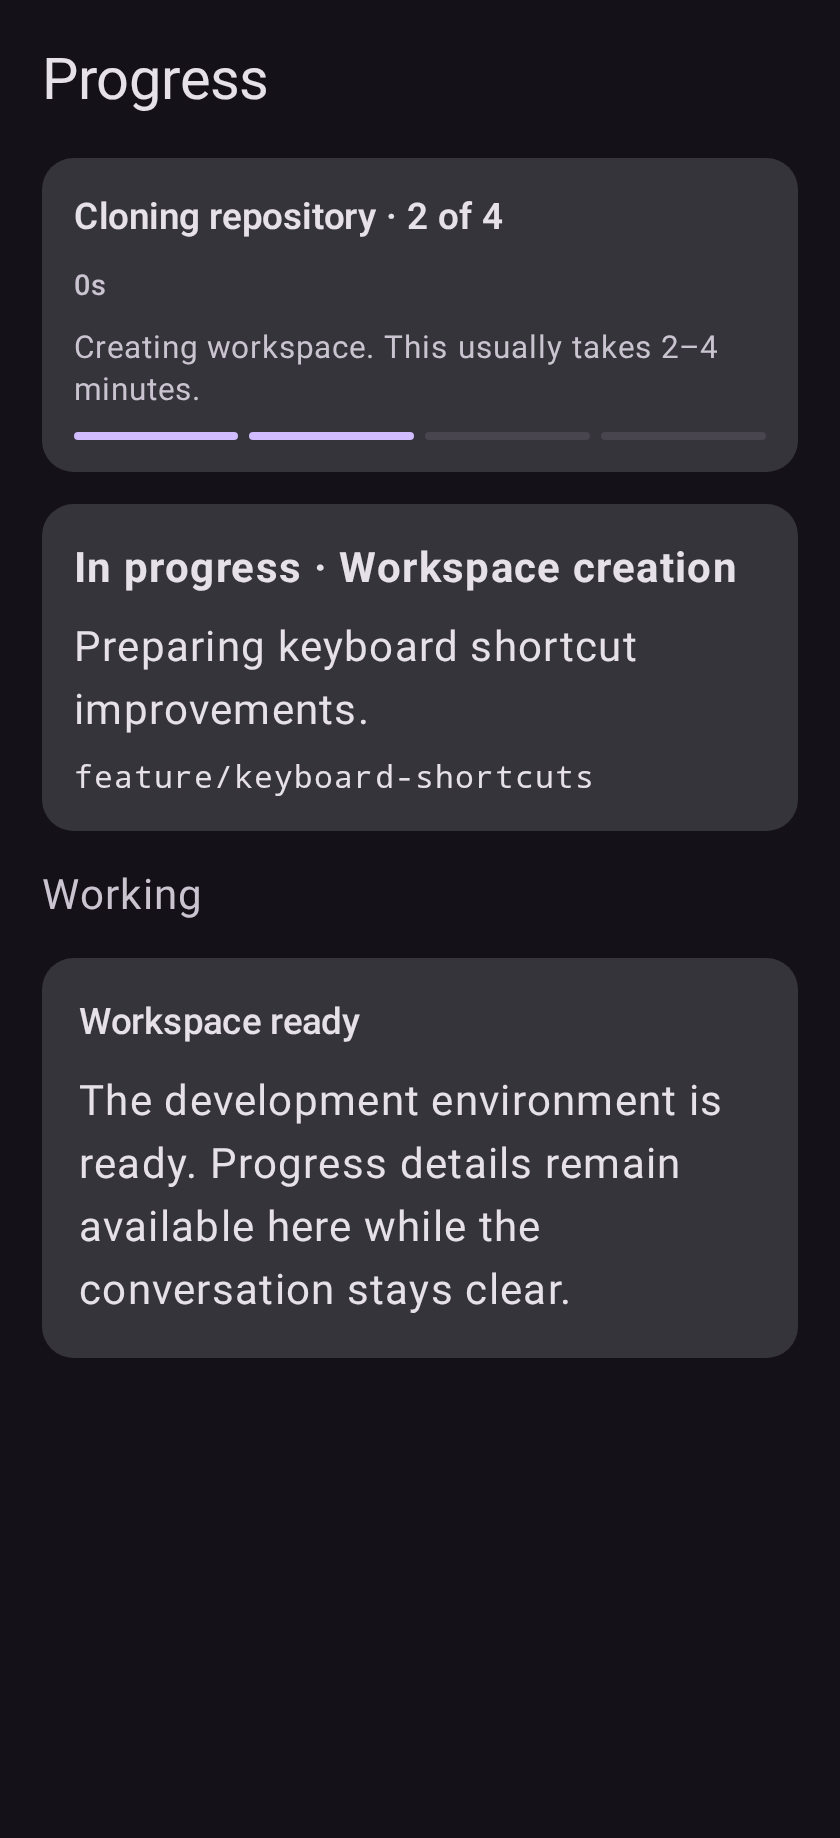 Progress
Cloning repository · 2 of 4
0s
Creating workspace. This usually takes 2–4
minutes.
In progress · Workspace creation
Preparing keyboard shortcut
improvements.
feature/keyboard-shortcuts
Working
Workspace ready
The development environment is
ready. Progress details remain
available here while the
conversation stays clear.